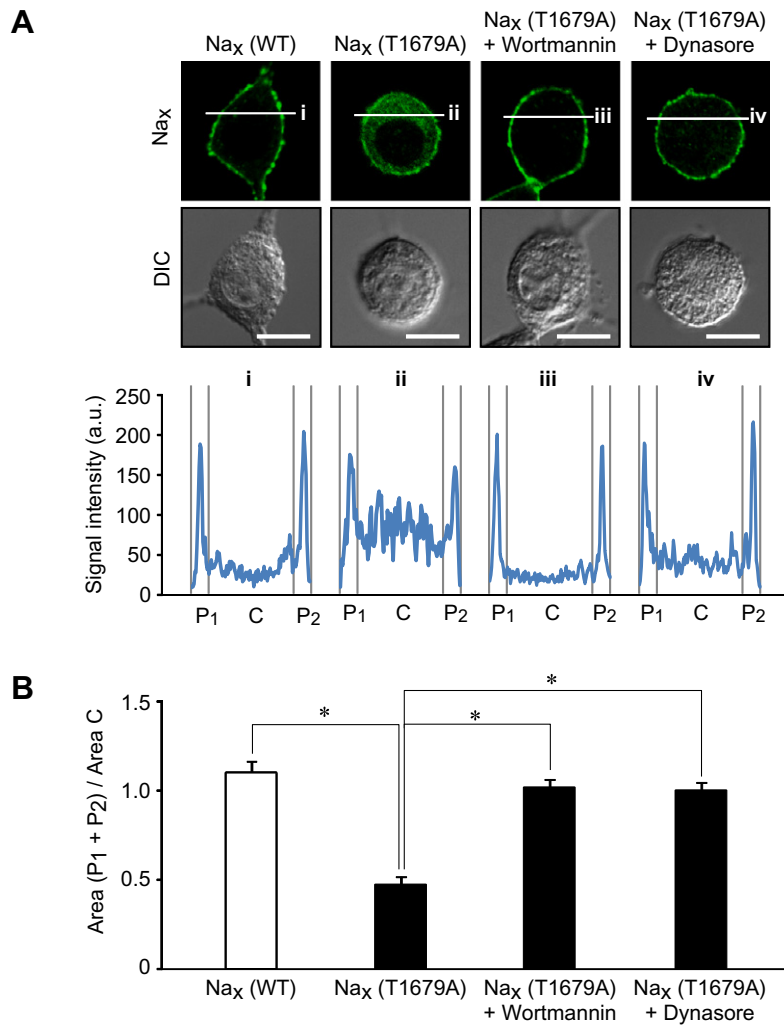 A
Nax (WT)
Nax (T1679A)
Nax (T1679A)
+ Wortmannin
Nax (T1679A)
+ Dynasore
Nax
i
ii
iii
iv
DIC
Signal intensity (a.u.)
i
ii
iii
iv
250
200
150
100
50
0
P1 C P2 P1 C P2 P1 C P2 P1 C P2
B
Area (P1 + P2) / Area C
1.5
1.0
0.5
0
* * *
Nax (WT)
Nax (T1679A)
Nax (T1679A)
+ Wortmannin
Nax (T1679A)
+ Dynasore